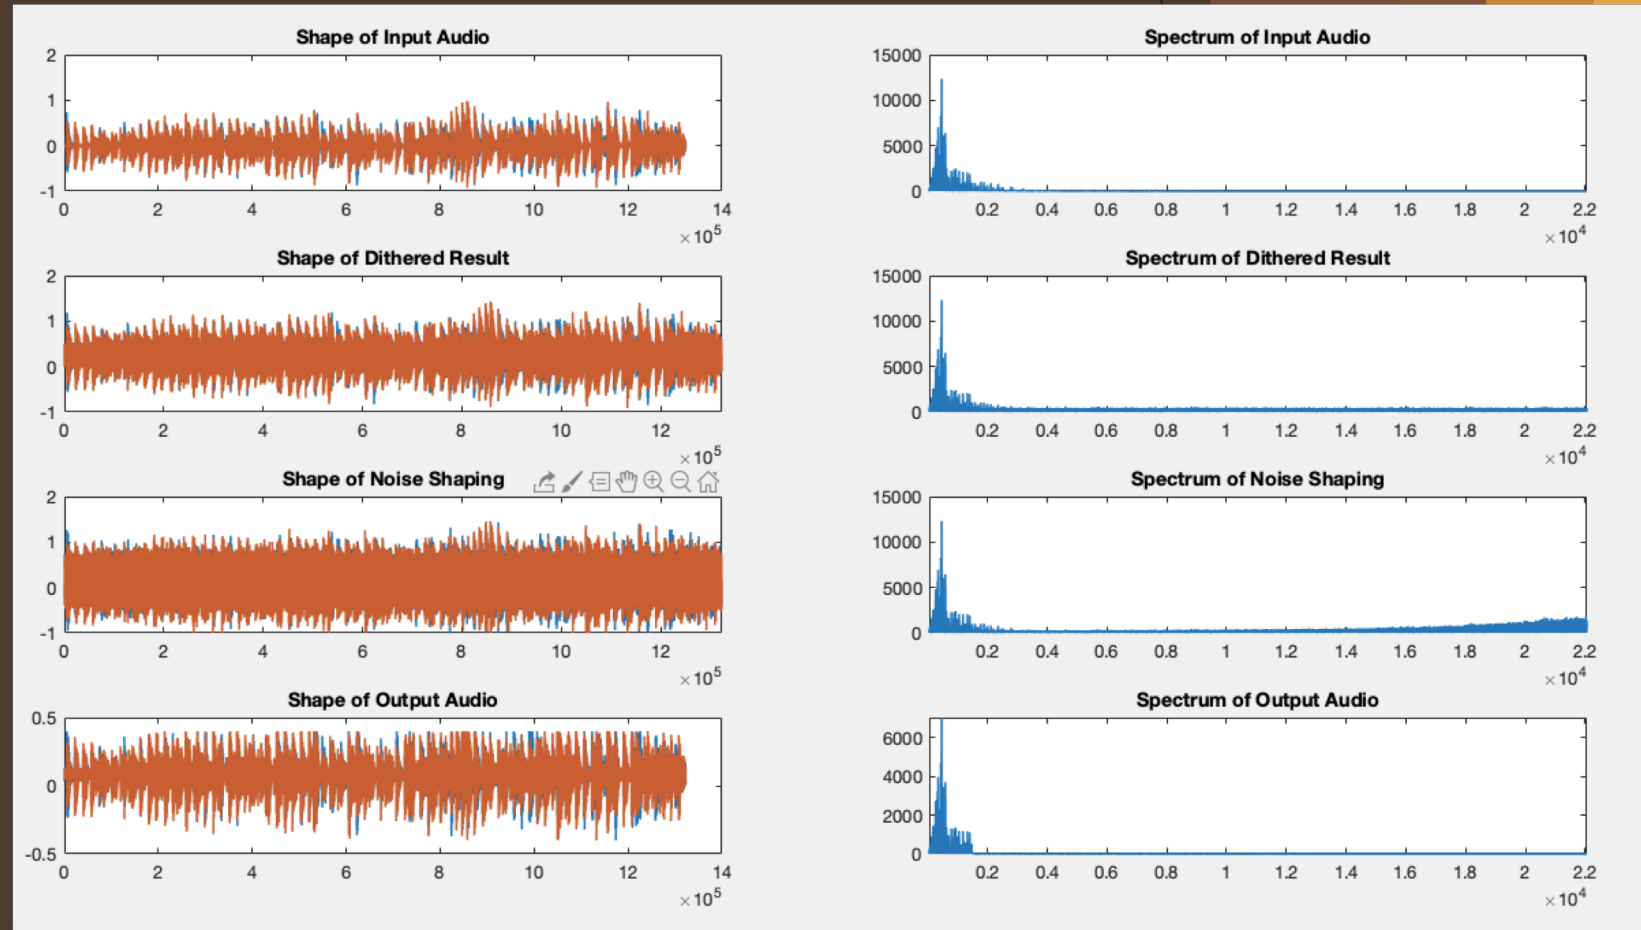 Shape of Input Audio
2
1
0
-1
0 2 4 6 8 10 12 14
×10^5
Spectrum of Input Audio
15000
10000
5000
0
0.2 0.4 0.6 0.8 1 1.2 1.4 1.6 1.8 2 2.2
×10^4
Shape of Dithered Result
2
1
0
-1
0 2 4 6 8 10 12
×10^5
Spectrum of Dithered Result
15000
10000
5000
0
0.2 0.4 0.6 0.8 1 1.2 1.4 1.6 1.8 2 2.2
×10^4
Shape of Noise Shaping
2
1
0
-1
0 2 4 6 8 10 12
×10^5
Spectrum of Noise Shaping
15000
10000
5000
0
0.2 0.4 0.6 0.8 1 1.2 1.4 1.6 1.8 2 2.2
×10^4
Shape of Output Audio
0.5
0
-0.5
0 2 4 6 8 10 12 14
×10^5
Spectrum of Output Audio
6000
4000
2000
0
0.2 0.4 0.6 0.8 1 1.2 1.4 1.6 1.8 2 2.2
×10^4